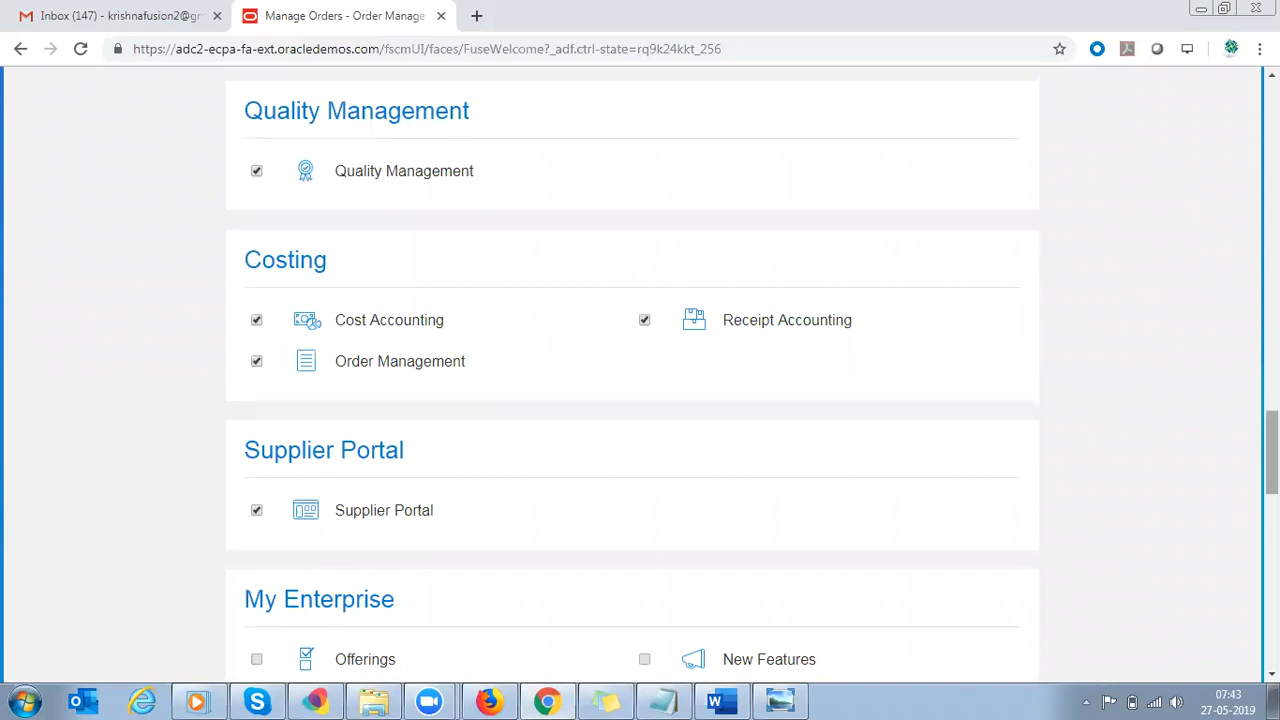 Inbox (147) - krishnafusion2@gr
Manage Orders - Order Manage
https://adc2-ecpa-fa-ext.oracledemos.com/fscmUI/faces/FuseWelcome?_adf.ctrl-state=rq9k24kkt_256
Quality Management
Quality Management
Costing
Cost Accounting
Receipt Accounting
Order Management
Supplier Portal
Supplier Portal
My Enterprise
Offerings
New Features
07:43
27-05-2019